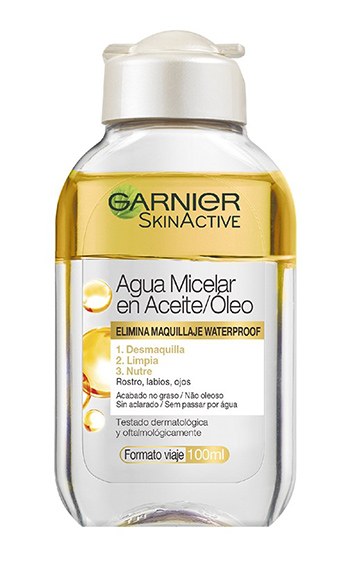 GARNIER
SKINACTIVE
Agua Micelar
en Aceite/Óleo
ELIMINA MAQUILLAJE WATERPROOF
1. Desmaquilla
2. Limpia
3. Nutre
Rostro, labios, ojos
Acabado no graso / Não oleoso
Sin aclarado / Sem passar por água
Testado dermatológica
y oftalmológicamente
Formato viaje 100ml